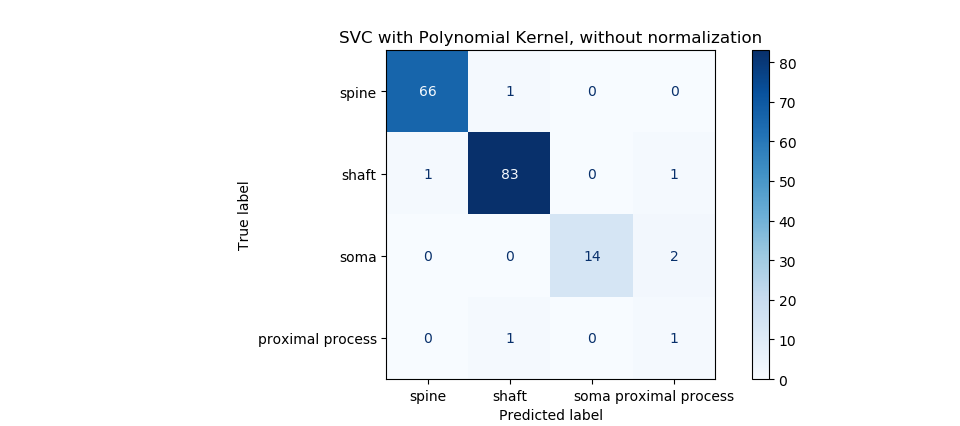 SVC with Polynomial Kernel, without normalization
spine 66 1 0 0
shaft 1 83 0 1
soma 0 0 14 2
proximal process 0 1 0 1
spine shaft soma proximal process
Predicted label
True label
80
70
60
50
40
30
20
10
0